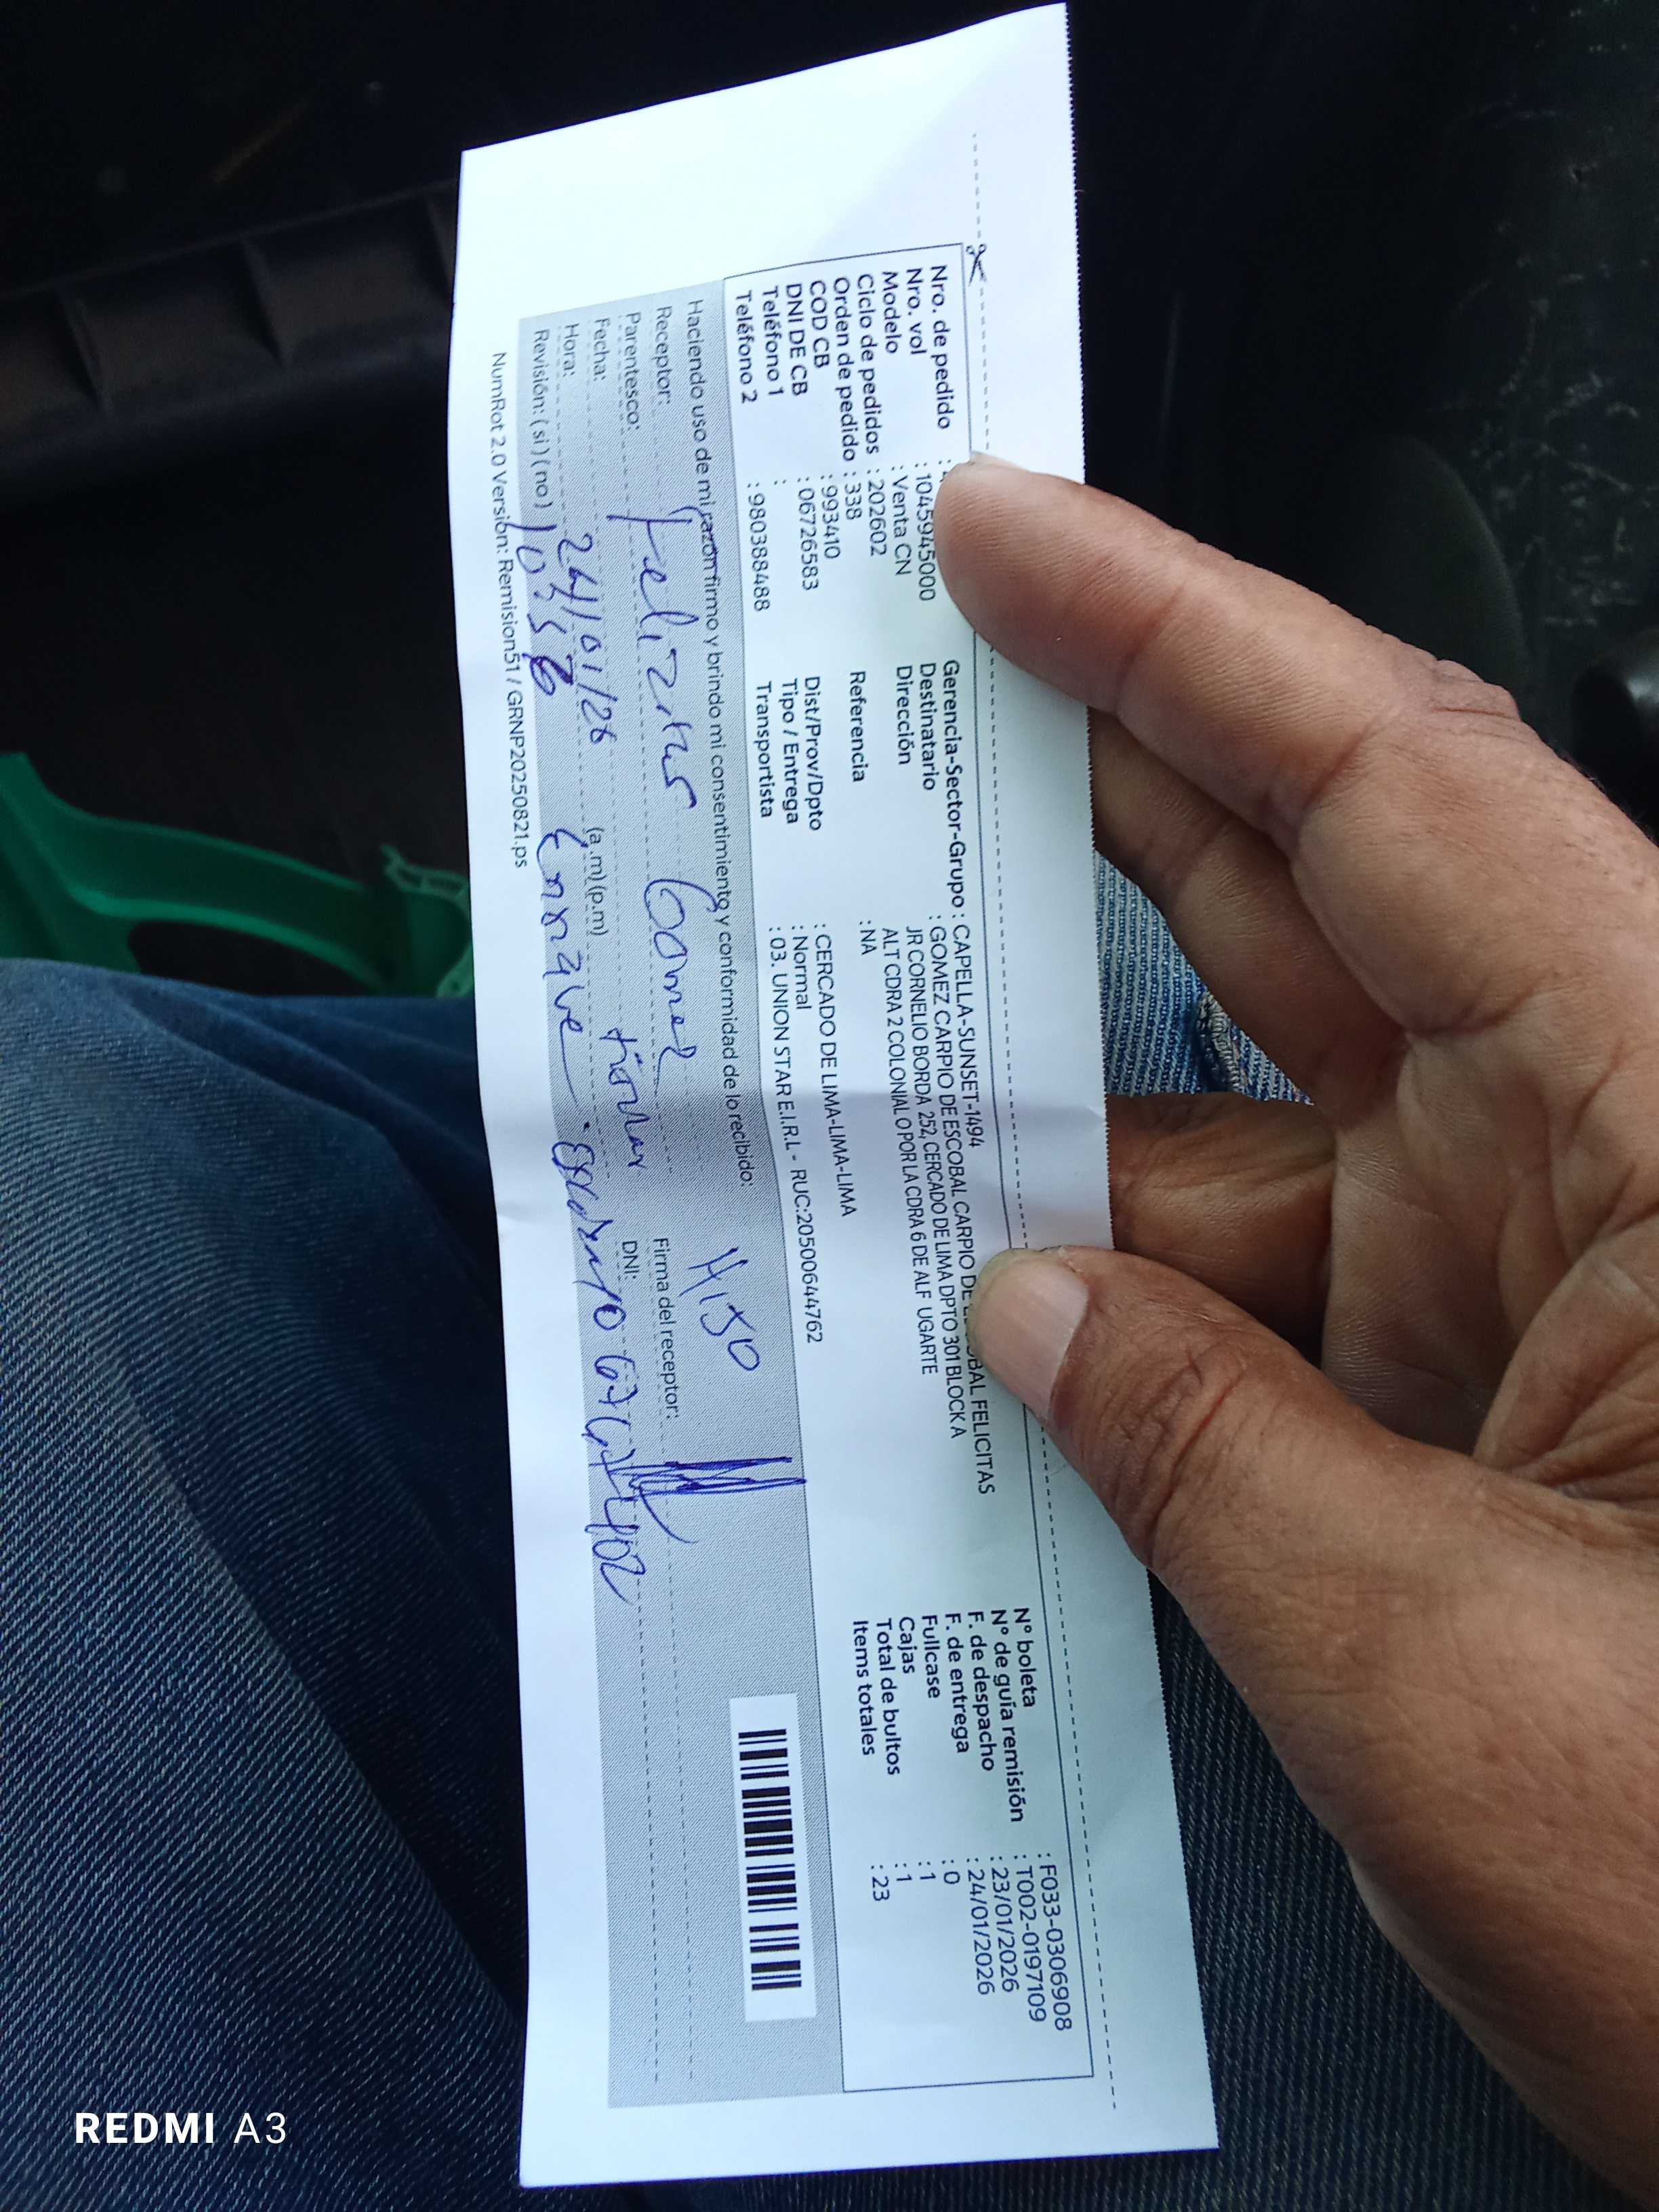 Nro. de pedido :
Nro. vol : 1045945000
Modelo : Venta CN
Ciclo de pedidos : 202602
Orden de pedido : 338
COD CB : 993410
DNI DE CB : 06726583
Teléfono 1 :
Teléfono 2 : 980388488
Gerencia-Sector-Grupo : CAPELLA-SUNSET-1494
Destinatario : GOMEZ CARPIO DE ESCOBAL CARPIO DE FELICITAS
Dirección JR CORNELIO BORDA 252, CERCADO DE LIMA DPTO 301 BLOCK A
ALT CDRA 2 COLONIAL O POR LA CDRA 6 DE ALF UGARTE
Referencia : NA
Dist/Prov/Dpto : CERCADO DE LIMA-LIMA-LIMA
Tipo / Entrega : Normal
Transportista : 03. UNION STAR E.I.R.L - RUC:20500644762
N° boleta : F033-0306908
N° de guía remisión : T002-0197109
F. de despacho : 23/01/2026
F. de entrega : 24/01/2026
Fullcase : 0
Cajas : 1
Total de bultos : 1
Items totales : 23
Haciendo uso de mi razón firmo y brindo mi consentimiento y conformidad de lo recibido:
Receptor: Gomez Firma del receptor:
Parentesco: DNI:
Fecha: 24/01/26
Hora: (a .m) (p.m)
Revisión: ( si ) ( no )
NumRot 2.0 Versión: Remision51 / GRNP20250821.ps
REDMI A3